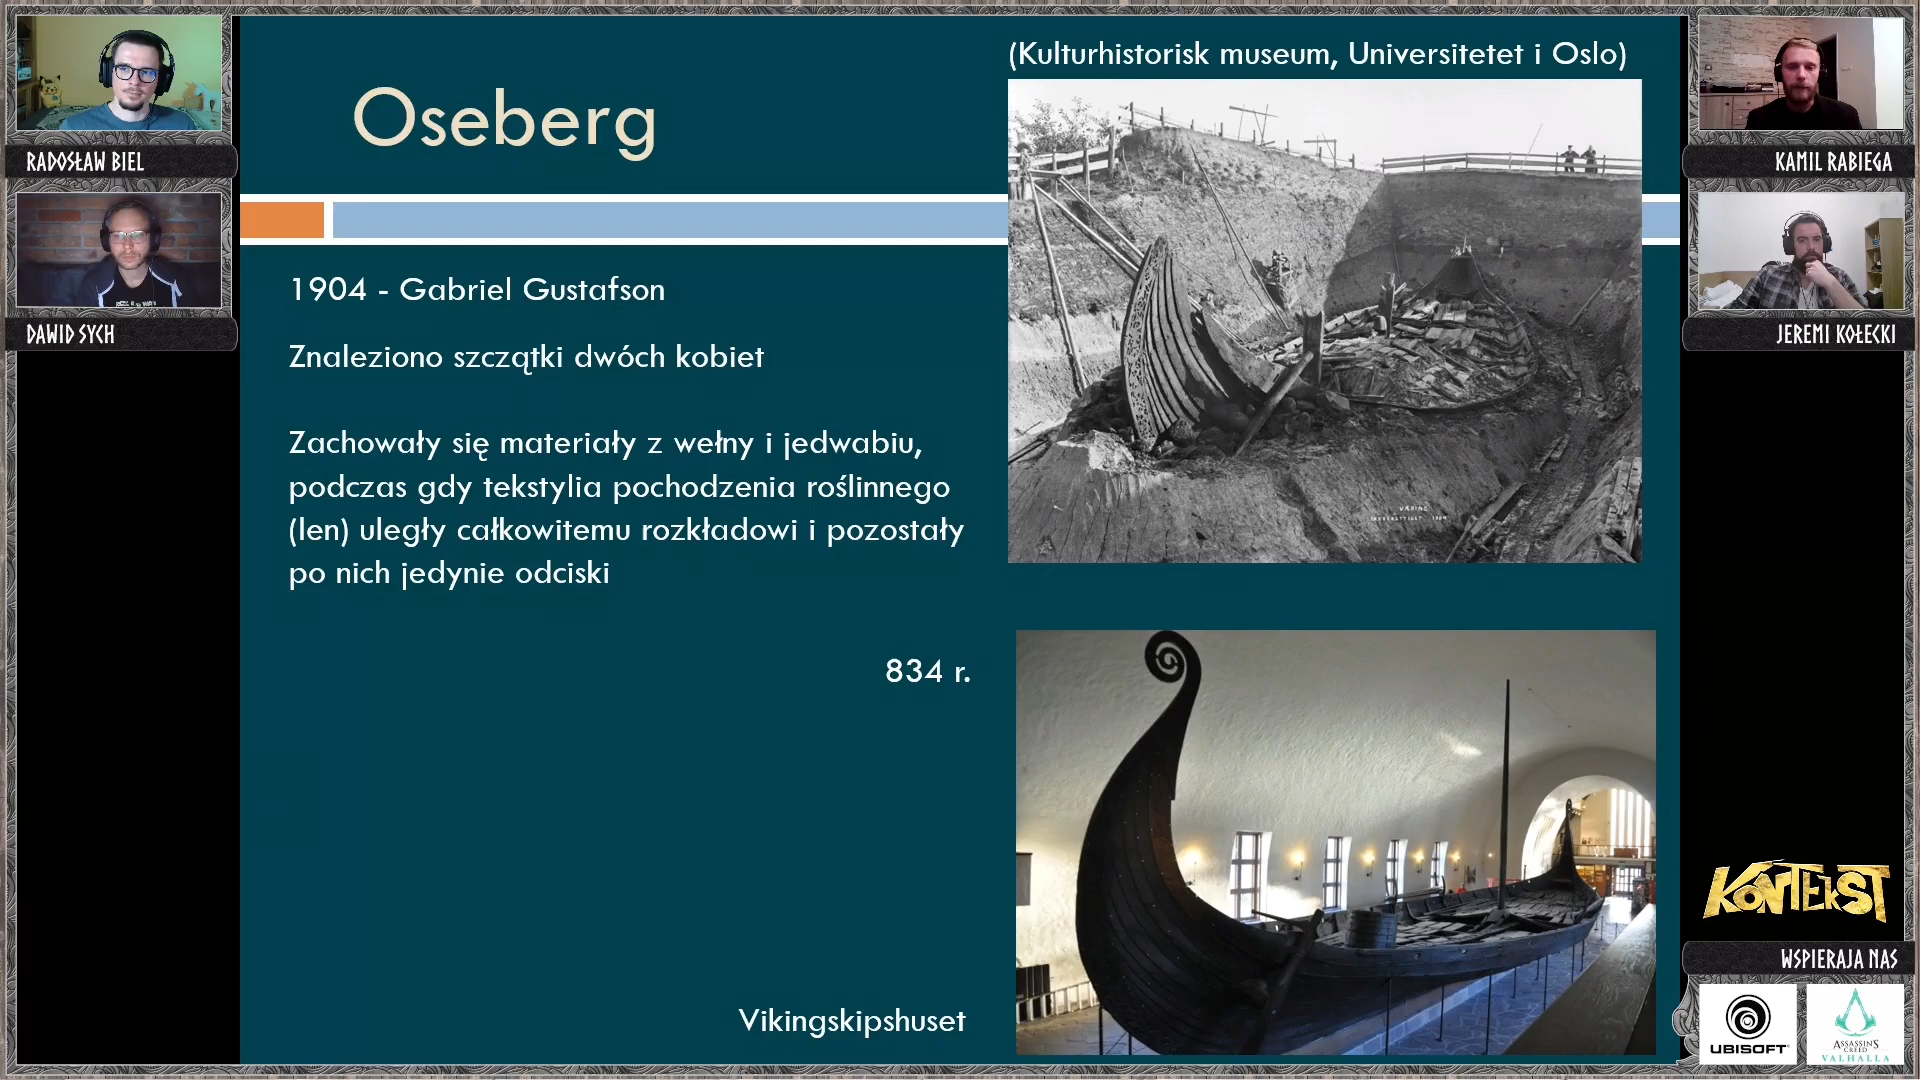 RADOSŁAW BIEL
DAWID SYCH
Oseberg
(Kulturhistorisk museum, Universitetet i Oslo)
1904 - Gabriel Gustafson
Znaleziono szczątki dwóch kobiet
Zachowały się materiały z wełny i jedwabiu,
podczas gdy tekstylia pochodzenia roślinnego
(len) uległy całkowitemu rozkładowi i pozostały
po nich jedynie odciski
834 r.
Vikingskipshuset
KAMIL RABIEGA
JEREMI KOŁECKI
KONTEKST
WSPIERAJA NAS
UBISOFT
ASSASSIN'S
CREED
VALHALLA